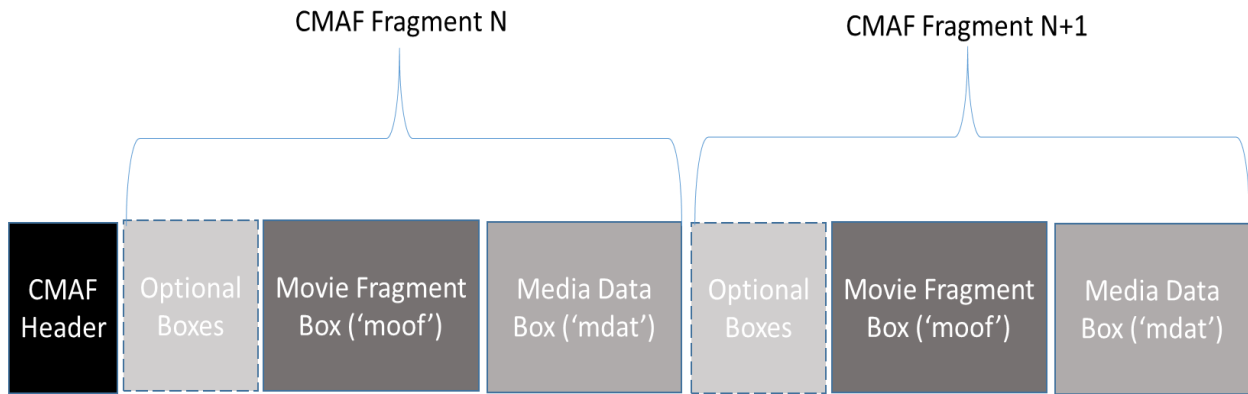 CMAF Fragment N
CMAF Fragment N+1
CMAF
Header
Optional
Boxes
Movie Fragment
Box (‘moof’)
Media Data
Box (‘mdat’)
Optional
Boxes
Movie Fragment
Box (‘moof’)
Media Data
Box (‘mdat’)